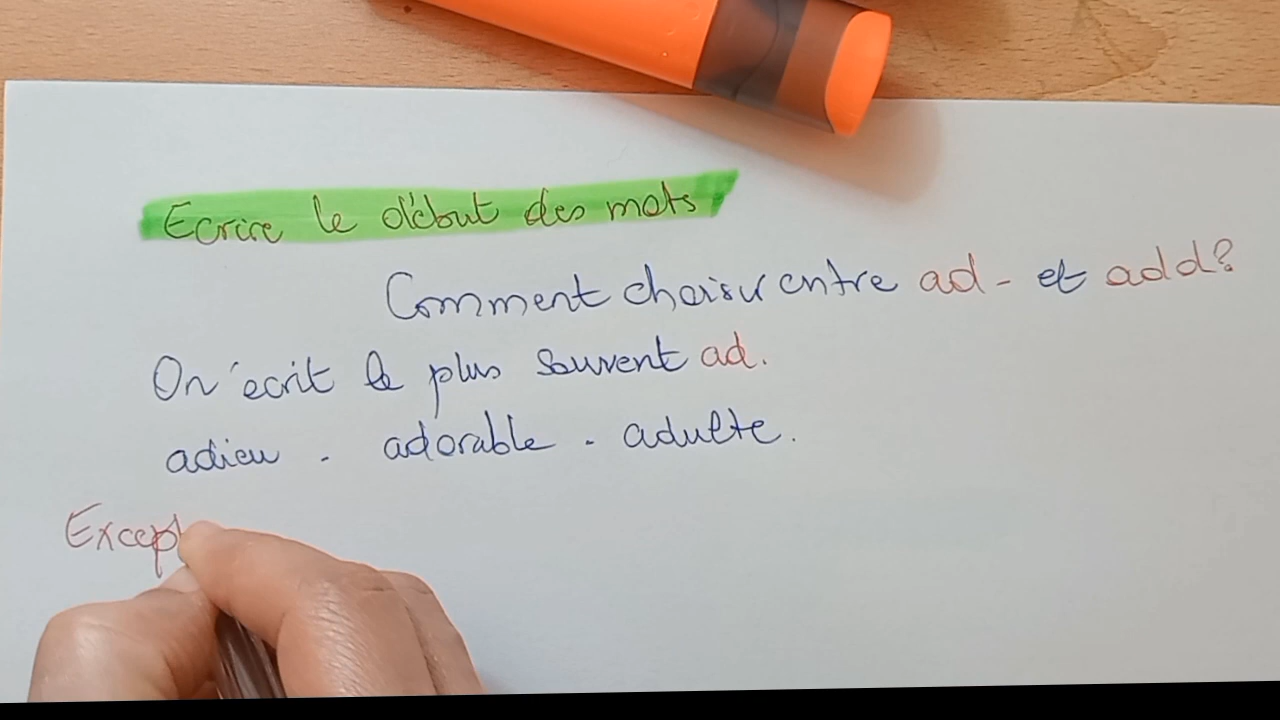 Ecrire le début des mots
Comment choisir entre ad- et add?
On écrit le plus souvent ad.
adieu - adorable - adulte.
Excep